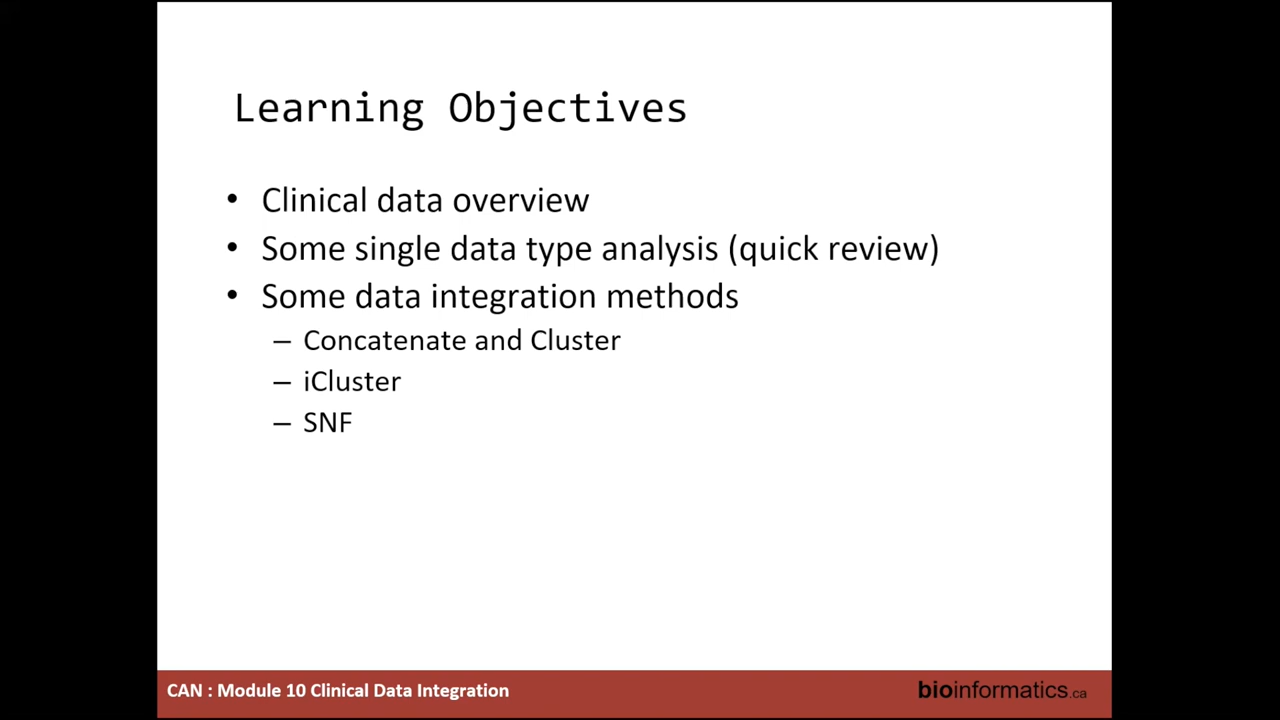 Learning Objectives
• Clinical data overview
• Some single data type analysis (quick review)
• Some data integration methods
– Concatenate and Cluster
– iCluster
– SNF
CAN : Module 10 Clinical Data Integration
bioinformatics.ca